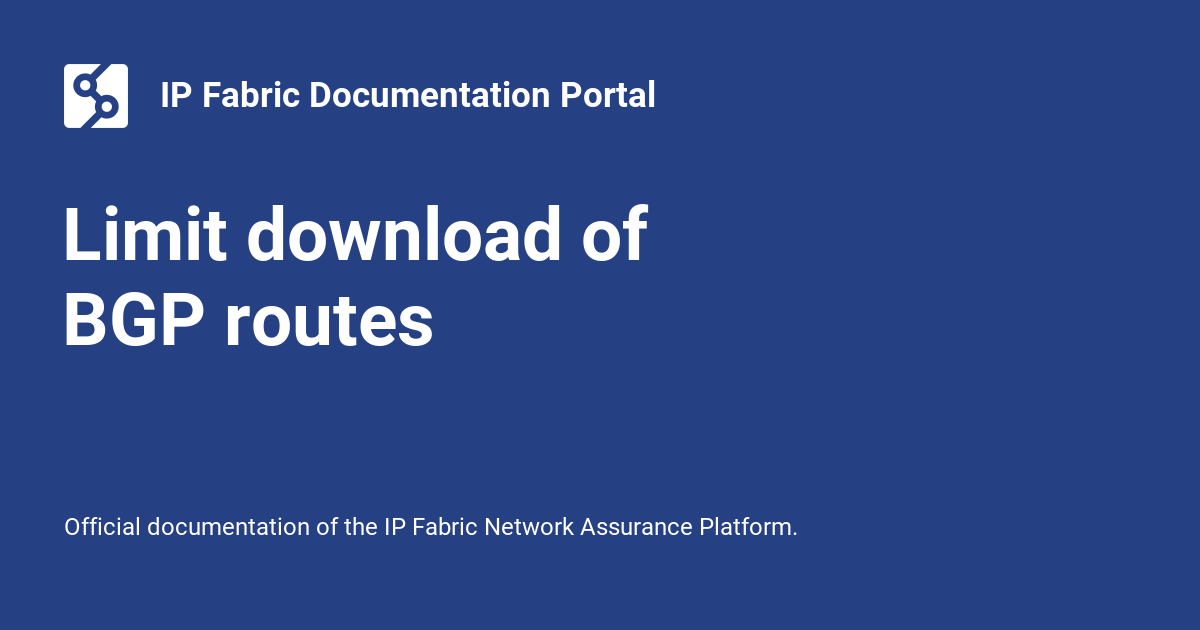 IP Fabric Documentation Portal
Limit download of
BGP routes
Official documentation of the IP Fabric Network Assurance Platform.